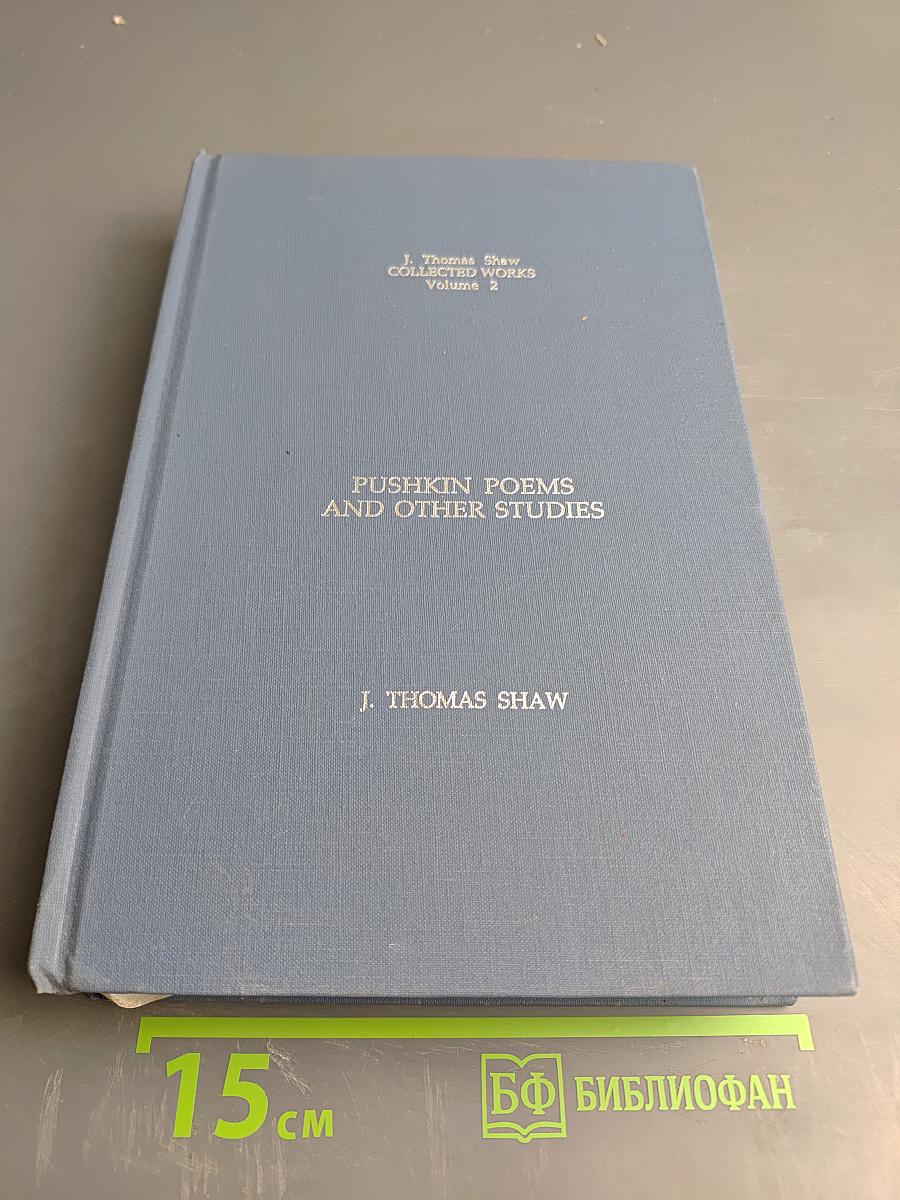 J. Thomas Shaw
COLLECTED WORKS
Volume 2
PUSHKIN POEMS
AND OTHER STUDIES
J. THOMAS SHAW
15 см
БФ БИБЛИОФАН